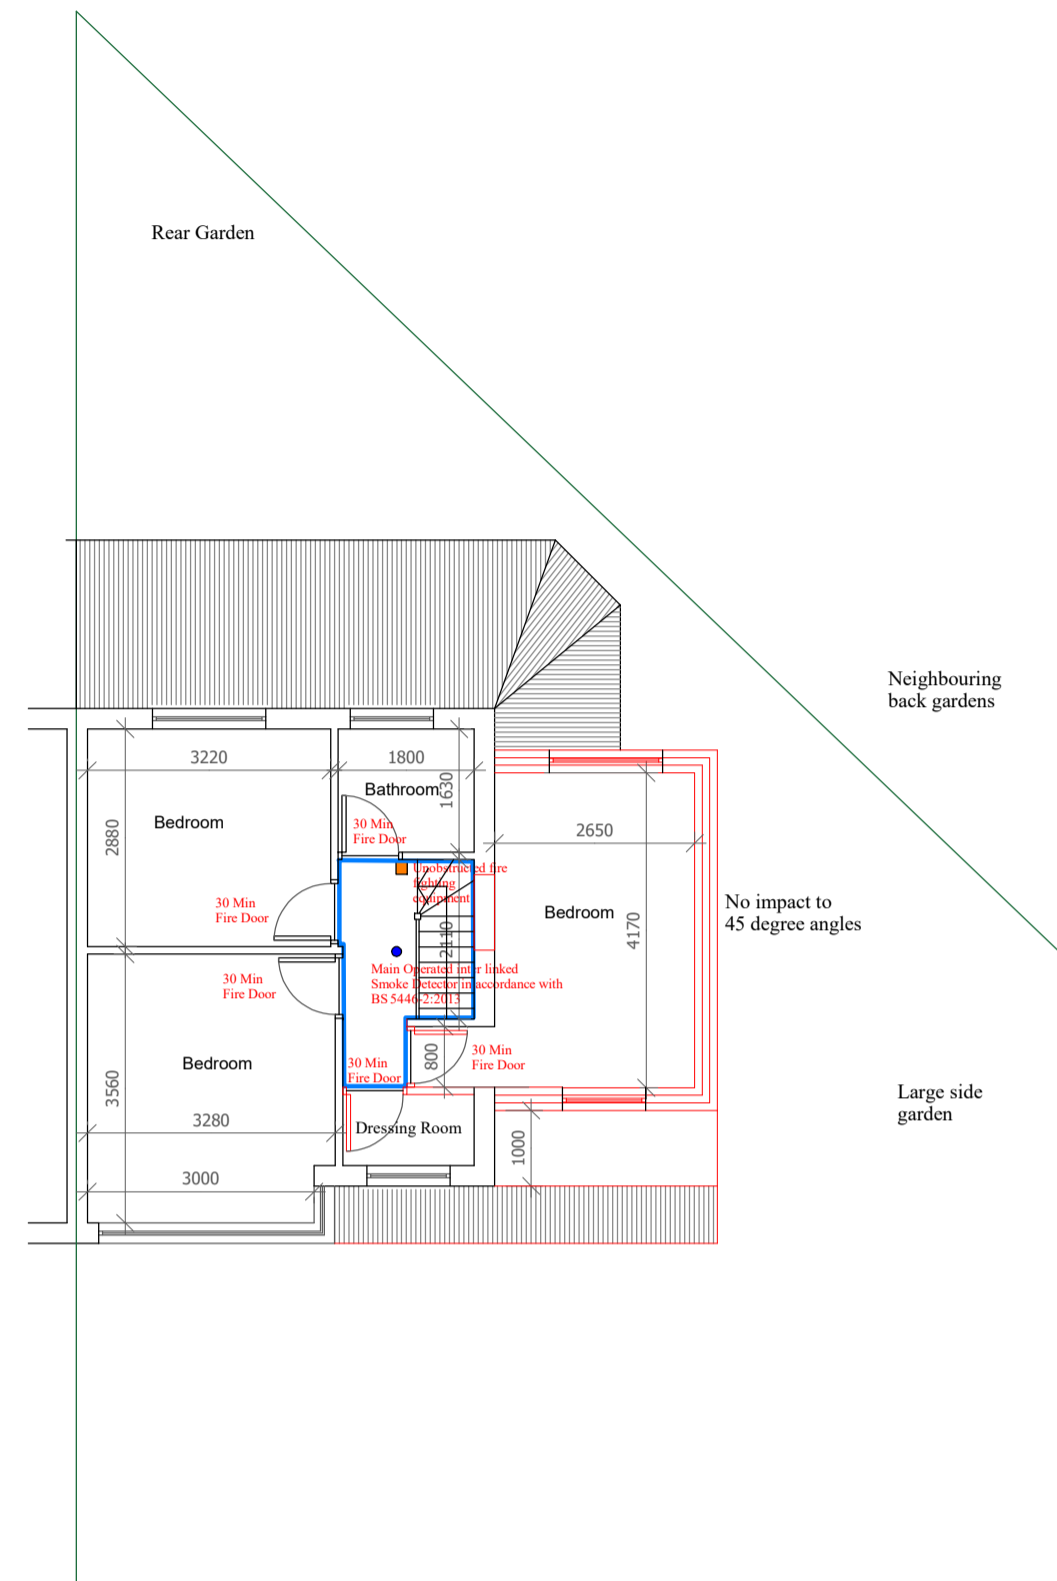 Rear Garden
Neighbouring
back gardens
3220
1800
1630
Bathroom
Bedroom
2880
30 Min
Fire Door
2650
Unobstructed fire
fighting
equipment
30 Min
Fire Door
Bedroom
4170
No impact to
45 degree angles
2110
Main Operated inter linked
Smoke Detector in accordance with
BS 5446-2:2013
30 Min
Fire Door
Bedroom
30 Min
Fire Door
800
30 Min
Fire Door
3560
3280
Dressing Room
1000
3000
Large side
garden